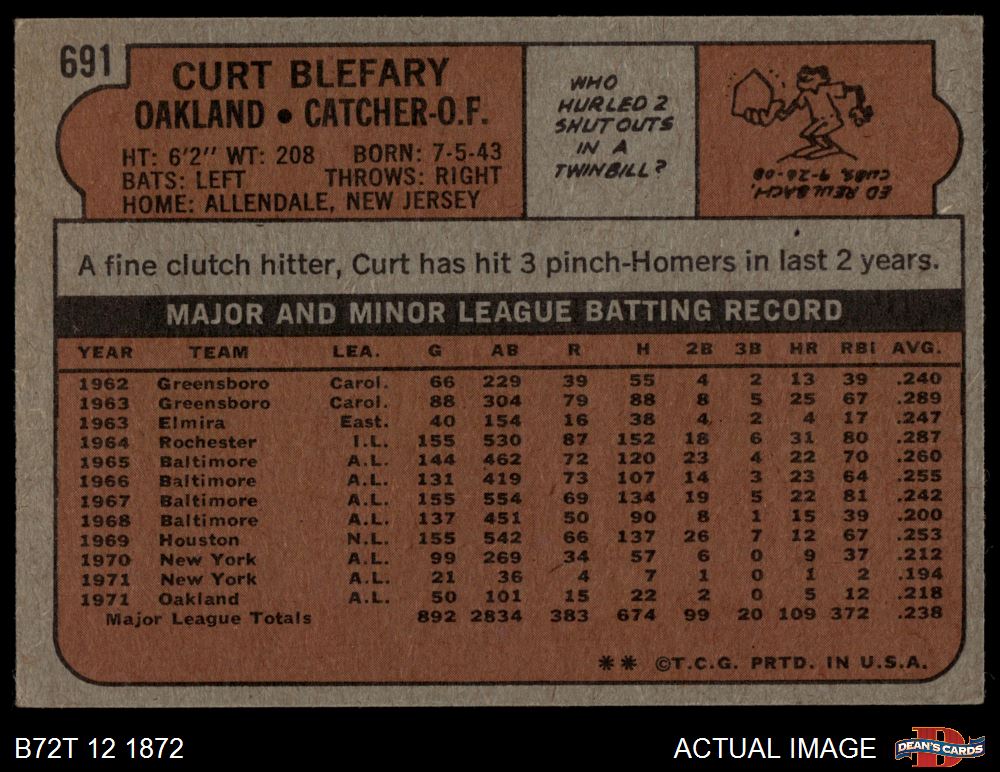 691
CURT BLEFARY
OAKLAND • CATCHER-O.F.
HT: 6'2" WT: 208 BORN: 7-5-43
BATS: LEFT THROWS: RIGHT
HOME: ALLENDALE, NEW JERSEY
WHO
HURLED 2
SHUTOUTS
IN A
TWINBILL?
ED REULBACH,
CUBS, 9-26-08
A fine clutch hitter, Curt has hit 3 pinch-Homers in last 2 years.
MAJOR AND MINOR LEAGUE BATTING RECORD
YEAR TEAM LEA. G AB R H 2B 3B HR RBI AVG.
1962 Greensboro Carol. 66 229 39 55 4 2 13 39 .240
1963 Greensboro Carol. 88 304 79 88 8 5 25 67 .289
1963 Elmira East. 40 154 16 38 4 2 4 17 .247
1964 Rochester I.L. 155 530 87 152 18 6 31 80 .287
1965 Baltimore A.L. 144 462 72 120 23 4 22 70 .260
1966 Baltimore A.L. 131 419 73 107 14 3 23 64 .255
1967 Baltimore A.L. 155 554 69 134 19 5 22 81 .242
1968 Baltimore A.L. 137 451 50 90 8 1 15 39 .200
1969 Houston N.L. 155 542 66 137 26 7 12 67 .253
1970 New York A.L. 99 269 34 57 6 0 9 37 .212
1971 New York A.L. 21 36 4 7 1 0 1 2 .194
1971 Oakland A.L. 50 101 15 22 2 0 5 12 .218
Major League Totals 892 2834 383 674 99 20 109 372 .238
** ©T.C.G. PRTD. IN U.S.A.
B72T 12 1872
ACTUAL IMAGE
DEAN'S CARDS